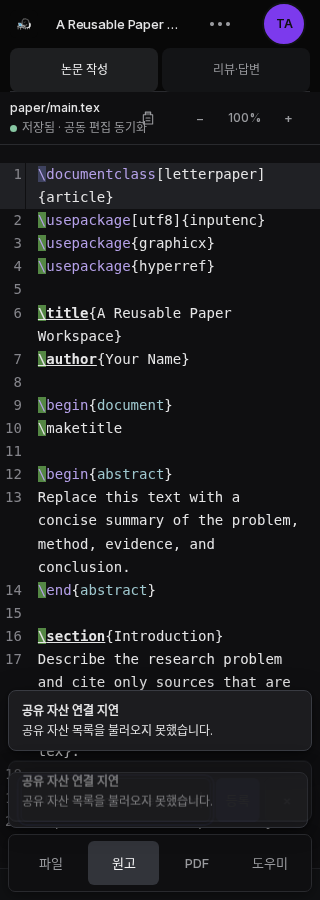 A Reusable Paper ...
TA
논문 작성
리뷰·답변
paper/main.tex
저장됨 · 공동 편집 동기화
− 100% +
1 \documentclass[letterpaper]
{article}
2 \usepackage[utf8]{inputenc}
3 \usepackage{graphicx}
4 \usepackage{hyperref}
5
6 \title{A Reusable Paper
Workspace}
7 \author{Your Name}
8
9 \begin{document}
10 \maketitle
11
12 \begin{abstract}
13 Replace this text with a
concise summary of the problem,
method, evidence, and
conclusion.
14 \end{abstract}
15
16 \section{Introduction}
17 Describe the research problem
and cite only sources that are
공유 자산 연결 지연
공유 자산 목록을 불러오지 못했습니다.
tex}.
공유 자산 연결 지연
공유 자산 목록을 불러오지 못했습니다.
파일
원고
PDF
도우미